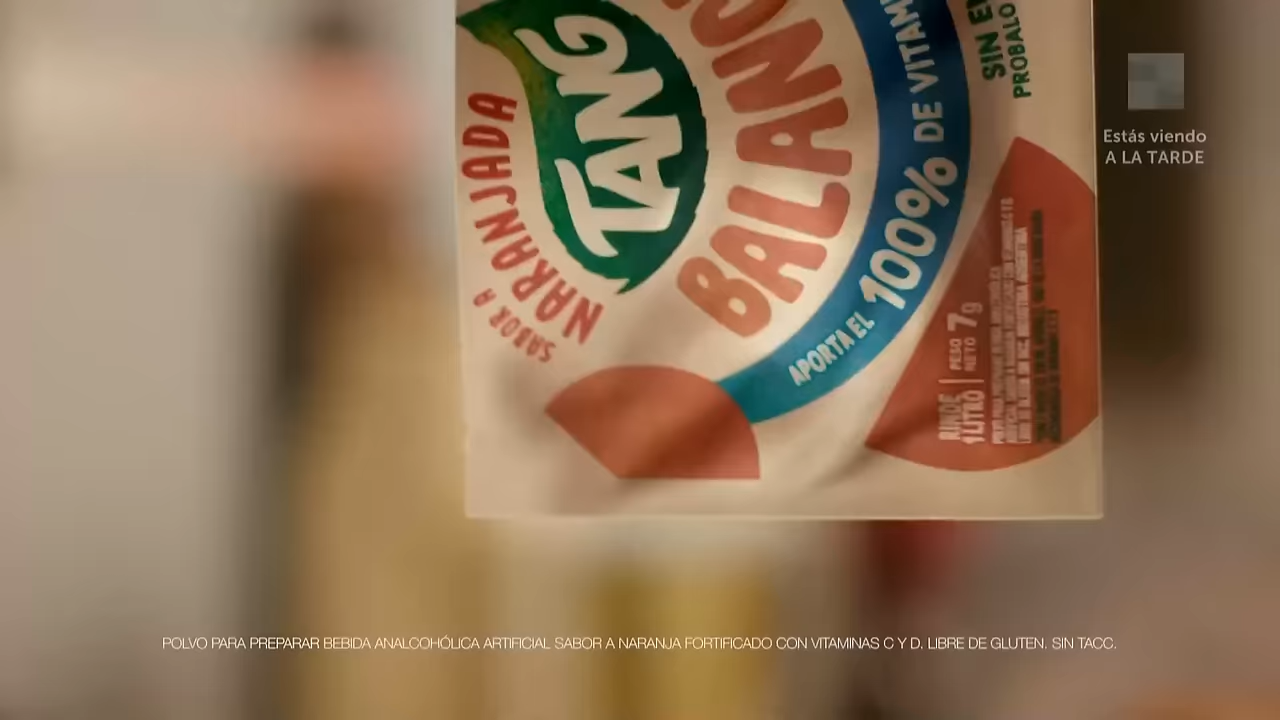 TANG
SABOR A NARANJADA
BALANC
APORTA EL 100% DE VITAM
SIN E
PROBALO
RINDE
1 LITRO
PESO
NETO 7g
Estás viendo
A LA TARDE
POLVO PARA PREPARAR BEBIDA ANALCOHÓLICA ARTIFICIAL SABOR A NARANJA FORTIFICADO CON VITAMINAS C Y D. LIBRE DE GLUTEN. SIN TACC.